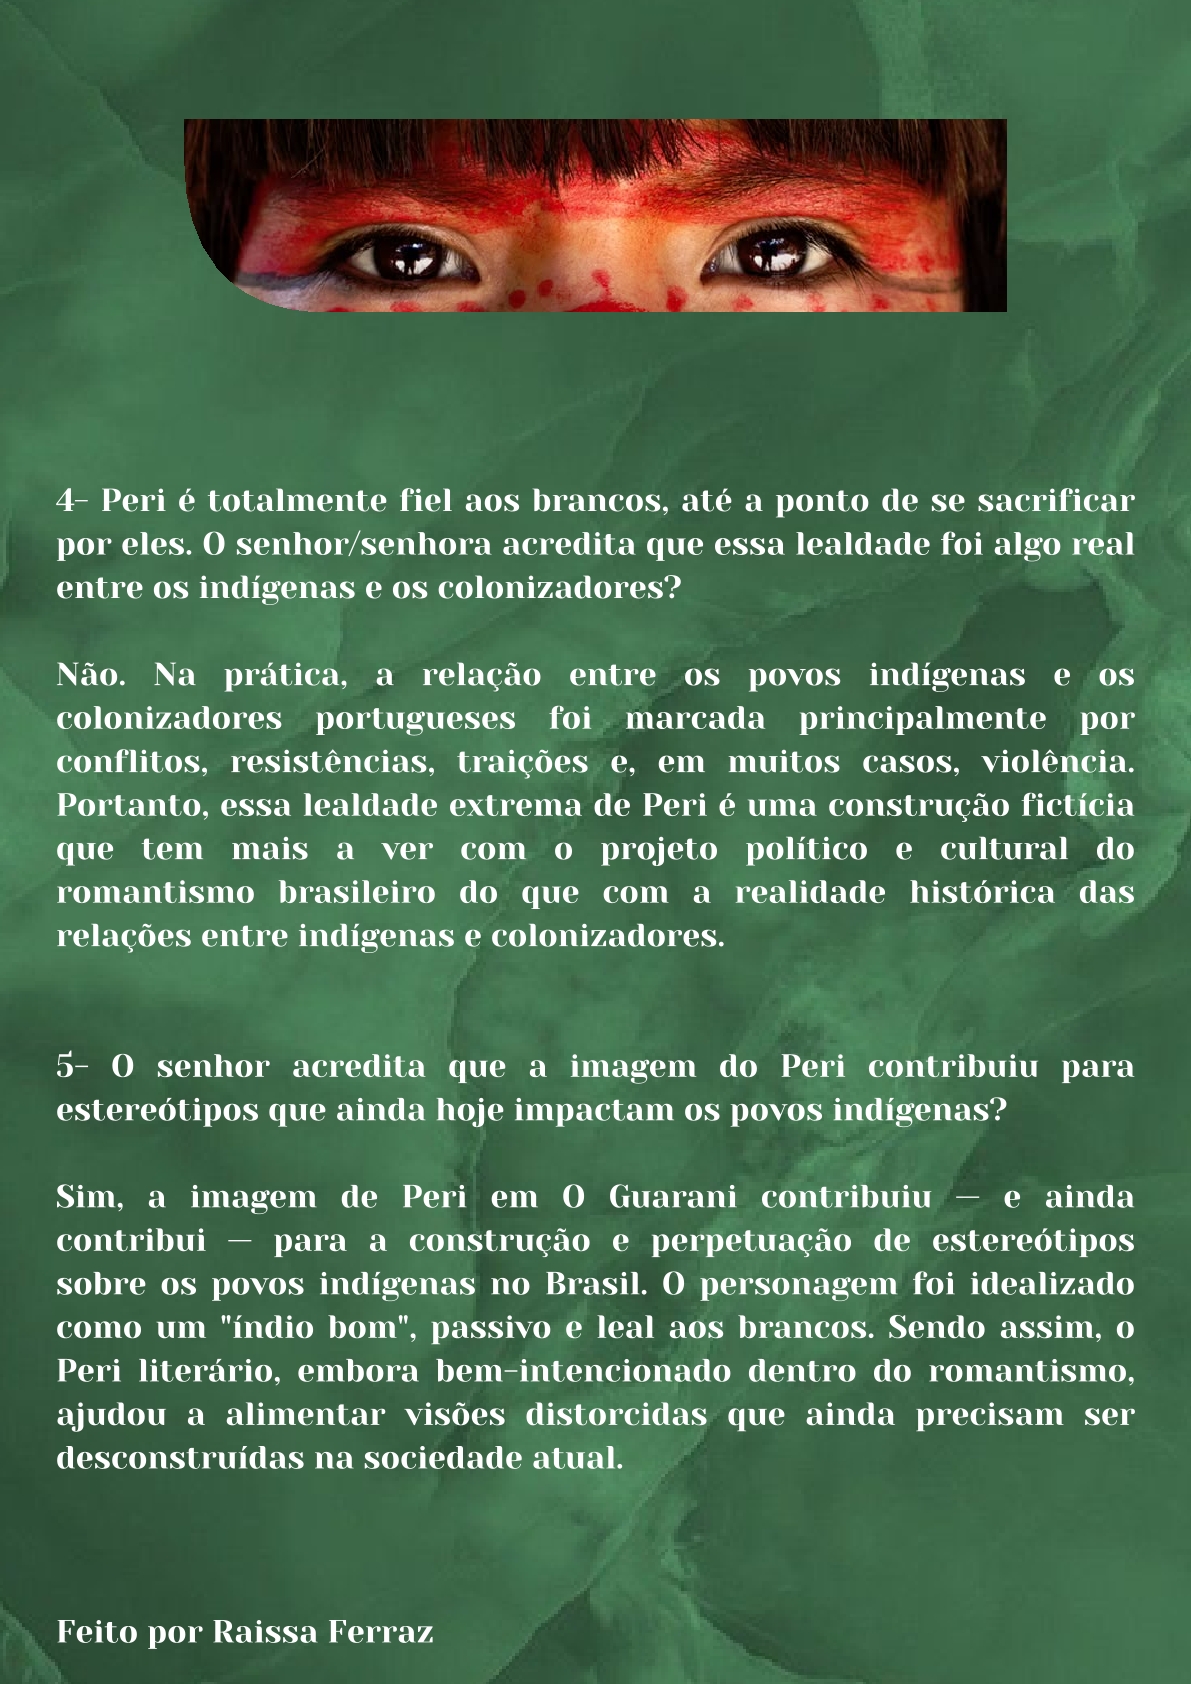 4- Peri é totalmente fiel aos brancos, até a ponto de se sacrificar
por eles. O senhor/senhora acredita que essa lealdade foi algo real
entre os indígenas e os colonizadores?
Não. Na prática, a relação entre os povos indígenas e os
colonizadores portugueses foi marcada principalmente por
conflitos, resistências, traições e, em muitos casos, violência.
Portanto, essa lealdade extrema de Peri é uma construção fictícia
que tem mais a ver com o projeto político e cultural do
romantismo brasileiro do que com a realidade histórica das
relações entre indígenas e colonizadores.
5- O senhor acredita que a imagem do Peri contribuiu para
estereótipos que ainda hoje impactam os povos indígenas?
Sim, a imagem de Peri em O Guarani contribuiu — e ainda
contribui — para a construção e perpetuação de estereótipos
sobre os povos indígenas no Brasil. O personagem foi idealizado
como um "índio bom", passivo e leal aos brancos. Sendo assim, o
Peri literário, embora bem-intencionado dentro do romantismo,
ajudou a alimentar visões distorcidas que ainda precisam ser
desconstruídas na sociedade atual.
Feito por Raissa Ferraz